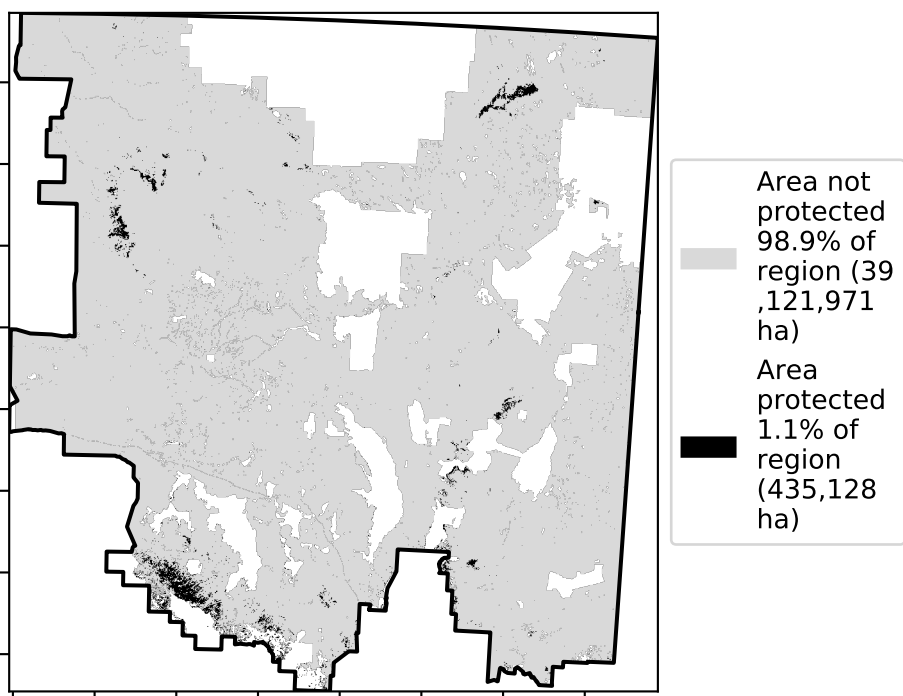 Area not
protected
98.9% of
region (39
,121,971
ha)
Area
protected
1.1% of
region
(435,128
ha)